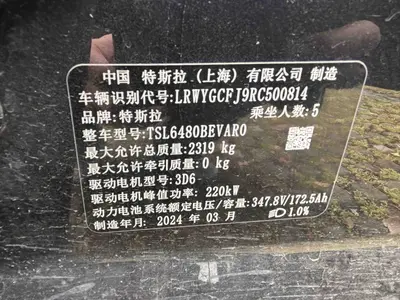 中国 特斯拉（上海）有限公司 制造
车辆识别代号: LRWYGCFJ9RC500814
品牌: 特斯拉 乘坐人数: 5
整车型号: TSL6480BEVAR0
最大允许总质量: 2319 kg
最大允许牵引质量: 0 kg
驱动电机型号: 3D6
驱动电机峰值功率: 220kW
动力电池系统额定电压/容量: 347.8V/172.5Ah
制造年月: 2024 年 03 月 1.0%